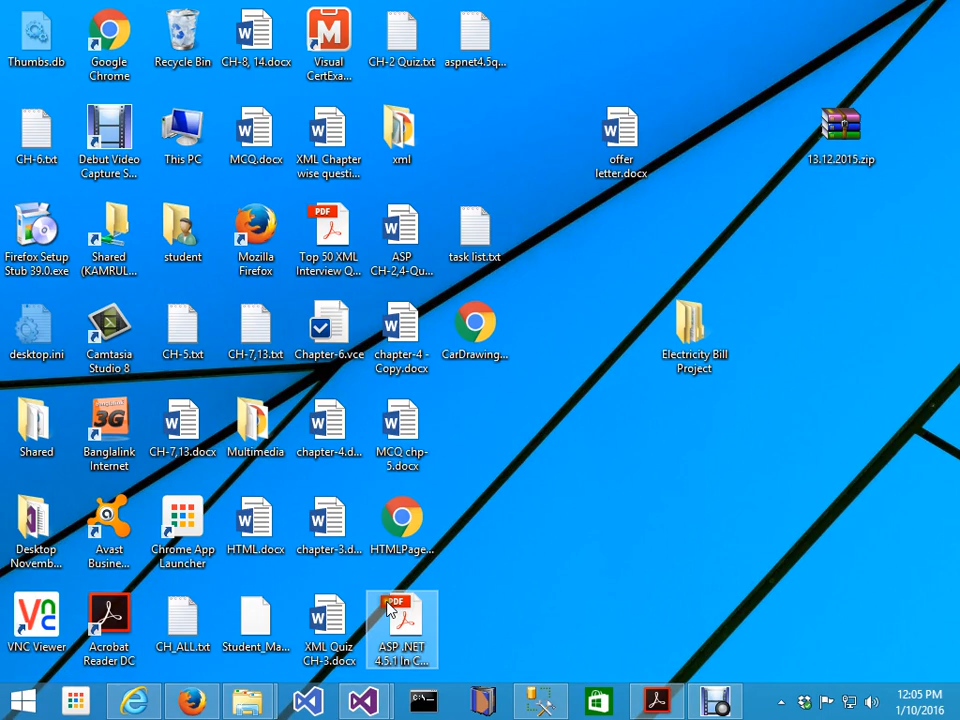 Thumbs.db
Google
Chrome
Recycle Bin
CH-8, 14.docx
Visual
CertExa...
CH-2 Quiz.txt
aspnet4.5q...
CH-6.txt
Debut Video
Capture S...
This PC
MCQ.docx
XML Chapter
wise questi...
xml
offer
letter.docx
13.12.2015.zip
Firefox Setup
Stub 39.0.exe
Shared
(KAMRUL...
student
Mozilla
Firefox
PDF
Top 50 XML
Interview Q...
ASP
CH-2,4-Qu...
task list.txt
desktop.ini
Camtasia
Studio 8
CH-5.txt
CH-7,13.txt
Chapter-6.vce
chapter-4 -
Copy.docx
CarDrawing...
Electricity Bill
Project
Shared
3G
Banglalink
Internet
CH-7,13.docx
Multimedia
chapter-4.d...
MCQ chp-
5.docx
Desktop
Novemb...
Avast
Busine...
Chrome App
Launcher
HTML.docx
chapter-3.d...
HTMLPage...
VNC Viewer
Acrobat
Reader DC
CH_ALL.txt
Student_Ma...
XML Quiz
CH-3.docx
PDF
ASP .NET
4.5.1 In C...
12:05 PM
1/10/2016